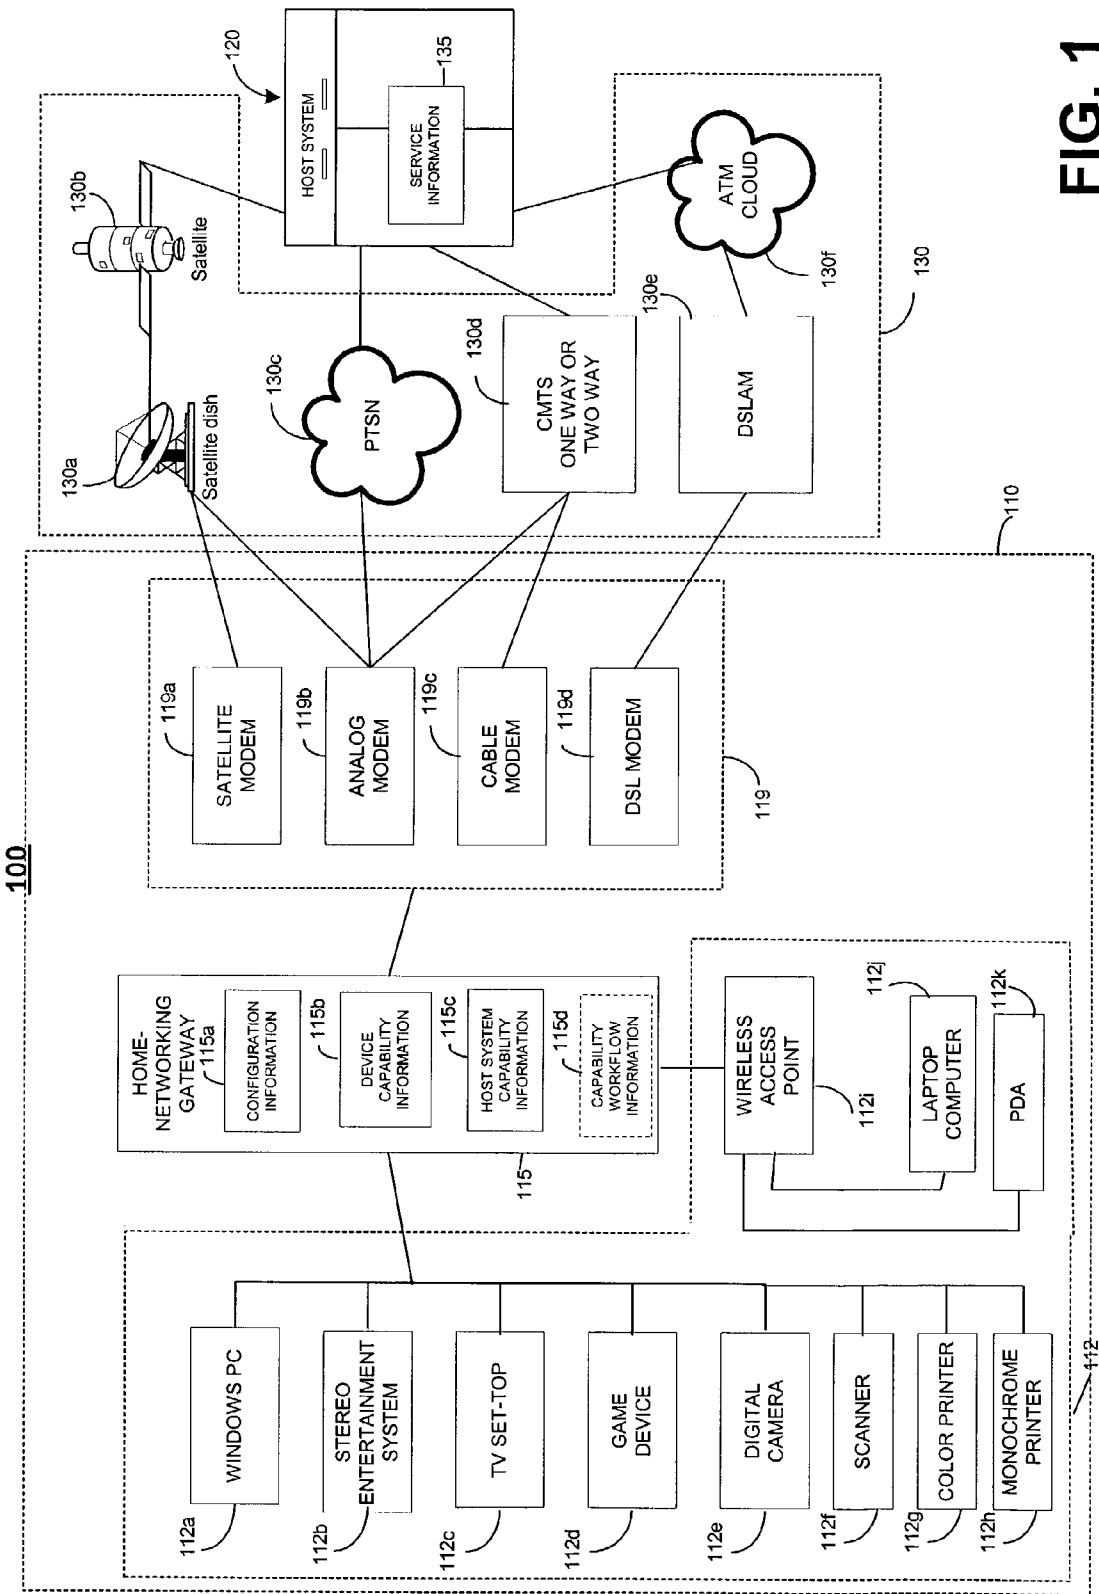 100
112a
WINDOWS PC
112b
STEREO
ENTERTAINMENT
SYSTEM
112c
TV SET-TOP
112d
GAME
DEVICE
112e
DIGITAL
CAMERA
112f
SCANNER
112g
COLOR PRINTER
112h
MONOCHROME
PRINTER
112
HOME-
NETWORKING
GATEWAY
115a
CONFIGURATION
INFORMATION
115b
DEVICE
CAPABILITY
INFORMATION
115c
HOST SYSTEM
CAPABILITY
INFORMATION
115d
CAPABILITY
WORKFLOW
INFORMATION
115
WIRELESS
ACCESS
POINT
112i
112j
LAPTOP
COMPUTER
112k
PDA
119a
SATELLITE
MODEM
119b
ANALOG
MODEM
119c
CABLE
MODEM
119d
DSL MODEM
119
110
130a
Satellite dish
130b
Satellite
130c
PTSN
130d
CMTS
ONE WAY OR
TWO WAY
130e
DSLAM
130f
ATM
CLOUD
130
120
HOST SYSTEM
135
SERVICE
INFORMATION
FIG. 1